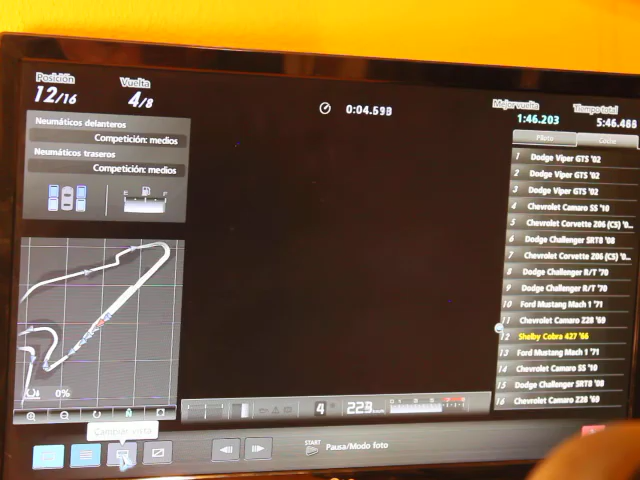 Posición
12/16
Vuelta
4/8
0:04.593
Mejor vuelta
1:46.203
Tiempo total
5:46.488
Neumáticos delanteros
Competición: medios
Neumáticos traseros
Competición: medios
E F
Piloto
Coche
1 Dodge Viper GTS '02
2 Dodge Viper GTS '02
3 Dodge Viper GTS '02
4 Chevrolet Camaro SS '10
5 Chevrolet Corvette Z06 (C5) '0...
6 Dodge Challenger SRT8 '08
7 Chevrolet Corvette Z06 (C5) '0...
8 Dodge Challenger R/T '70
9 Dodge Challenger R/T '70
10 Ford Mustang Mach 1 '71
11 Chevrolet Camaro Z28 '69
12 Shelby Cobra 427 '66
13 Ford Mustang Mach 1 '71
14 Chevrolet Camaro SS '10
15 Dodge Challenger SRT8 '08
16 Chevrolet Camaro Z28 '69
0%
4
223
Cambiar vista
START
Pausa/Modo foto